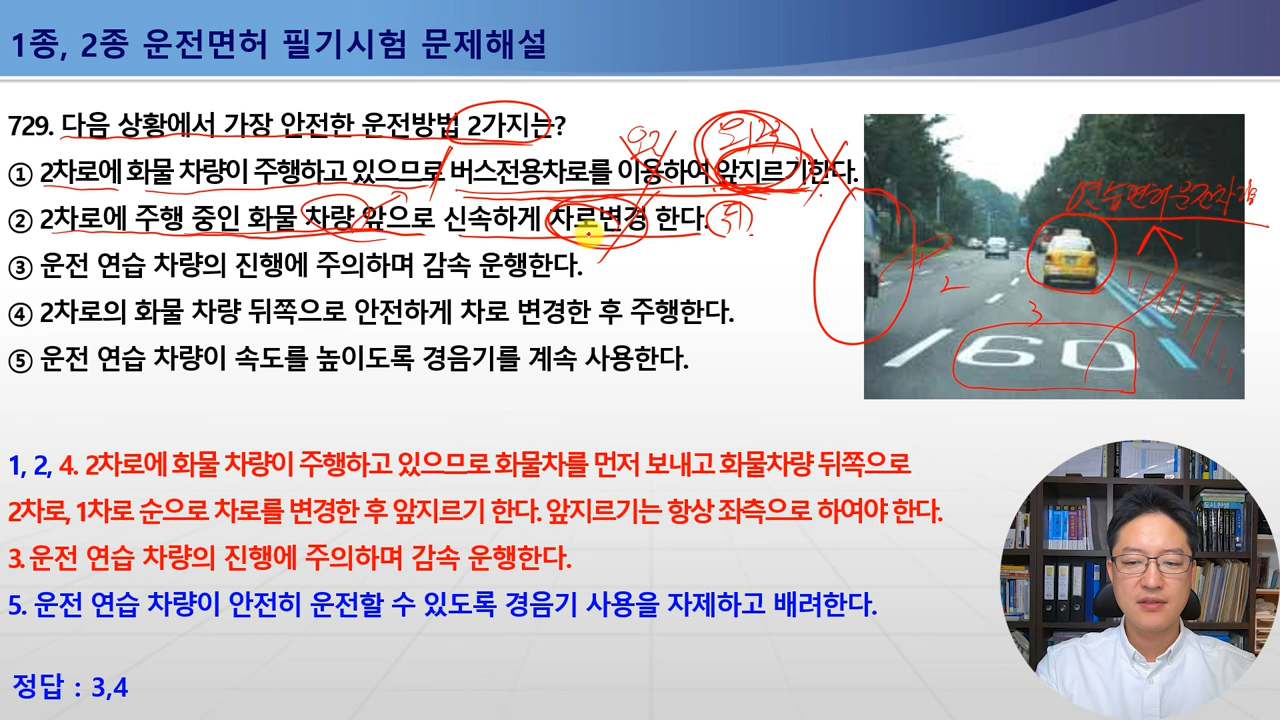 1종, 2종 운전면허 필기시험 문제해설
729. 다음 상황에서 가장 안전한 운전방법 2가지는?
① 2차로에 화물 차량이 주행하고 있으므로 버스전용차로를 이용하여 앞지르기한다.
② 2차로에 주행 중인 화물 차량 앞으로 신속하게 차로변경 한다.
③ 운전 연습 차량의 진행에 주의하며 감속 운행한다.
④ 2차로의 화물 차량 뒤쪽으로 안전하게 차로 변경한 후 주행한다.
⑤ 운전 연습 차량이 속도를 높이도록 경음기를 계속 사용한다.
연습면허운전차량
2
3
60
1, 2, 4. 2차로에 화물 차량이 주행하고 있으므로 화물차를 먼저 보내고 화물차량 뒤쪽으로
2차로, 1차로 순으로 차로를 변경한 후 앞지르기 한다. 앞지르기는 항상 좌측으로 하여야 한다.
3. 운전 연습 차량의 진행에 주의하며 감속 운행한다.
5. 운전 연습 차량이 안전히 운전할 수 있도록 경음기 사용을 자제하고 배려한다.
정답 : 3,4